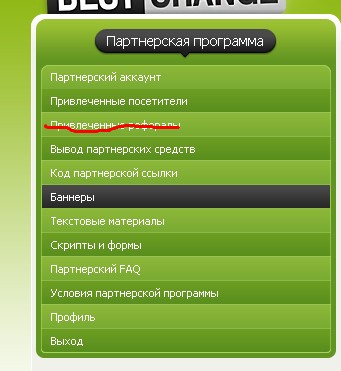 BEST CHANGE
Партнерская программа
Партнерский аккаунт
Привлеченные посетители
Привлеченные рефералы
Вывод партнерских средств
Код партнерской ссылки
Баннеры
Текстовые материалы
Скрипты и формы
Партнерский FAQ
Условия партнерской программы
Профиль
Выход